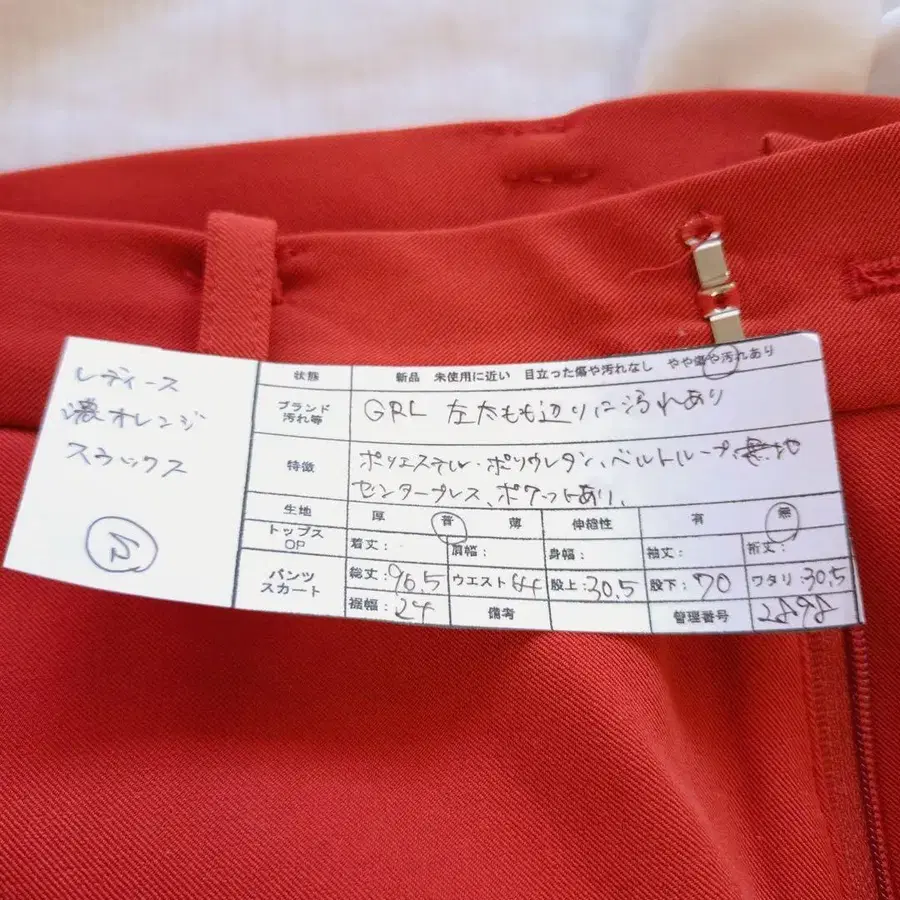 レディース
濃オレンジ
スラックス
状態 新品 未使用に近い 目立った傷や汚れなし やや傷や汚れあり
ブランド 汚れ等 GRL 左太もも辺りに汚れあり
特徴 ポリエステル・ポリウレタン、ベルトループ、無地
センタープレス、ポケットあり、
生地 厚 普 薄 伸縮性 有 無
トップス OP 着丈: 肩幅: 身幅: 袖丈: 裄丈:
パンツ スカート 総丈:96.5 ウエスト44 股上:30.5 股下:70 ワタリ:30.5
裾幅:24 備考 管理番号 2898